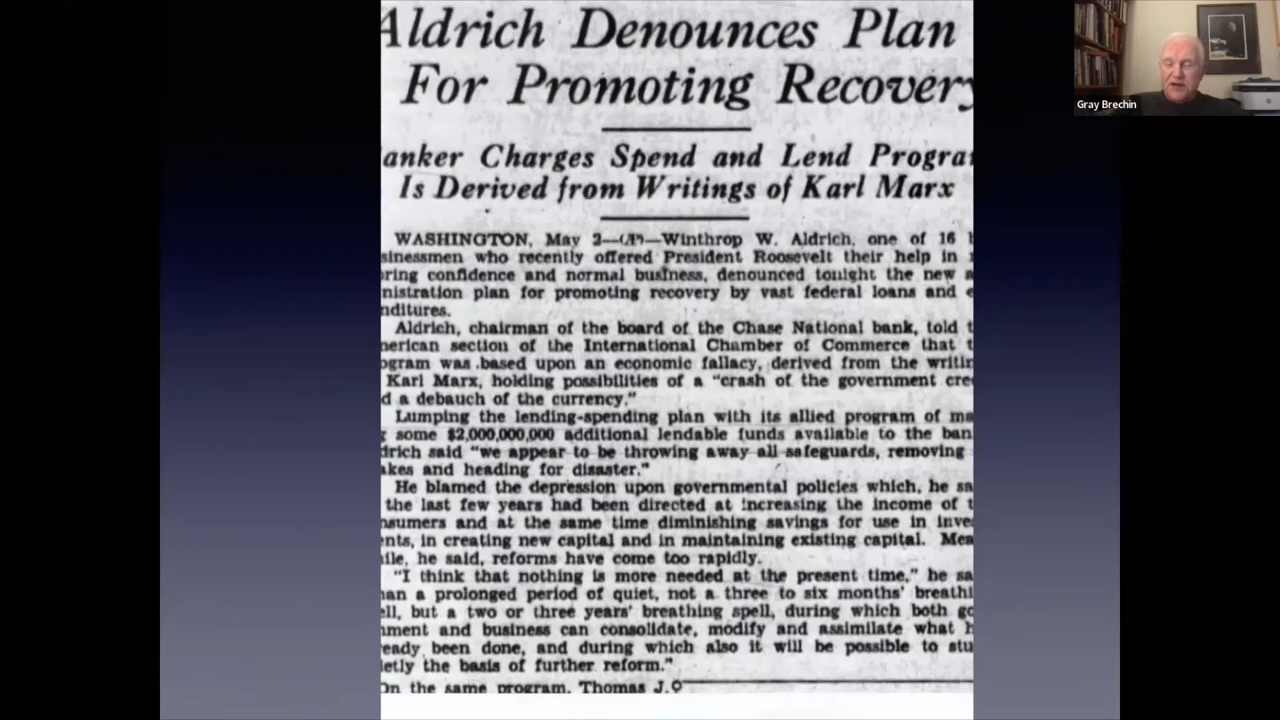 Aldrich Denounces Plan
For Promoting Recovery
anker Charges Spend and Lend Progra
Is Derived from Writings of Karl Marx
WASHINGTON, May 2—(AP)—Winthrop W. Aldrich, one of 16
sinessmen who recently offered President Roosevelt their help in
ring confidence and normal business, denounced tonight the new a
nistration plan for promoting recovery by vast federal loans and e
nditures.
Aldrich, chairman of the board of the Chase National bank, told t
nerican section of the International Chamber of Commerce that t
ogram was based upon an economic fallacy, derived from the writin
Karl Marx, holding possibilities of a "crash of the government cre
d a debauch of the currency."
Lumping the lending-spending plan with its allied program of ma
g some $2,000,000,000 additional lendable funds available to the ban
drich said "we appear to be throwing away all safeguards, removing
akes and heading for disaster."
He blamed the depression upon governmental policies which, he sa
the last few years had been directed at increasing the income of t
nsumers and at the same time diminishing savings for use in inve
ents, in creating new capital and in maintaining existing capital. Mea
ile, he said, reforms have come too rapidly.
"I think that nothing is more needed at the present time," he sa
an a prolonged period of quiet, not a three to six months' breathi
ell, but a two or three years' breathing spell, during which both go
nment and business can consolidate, modify and assimilate what h
eady been done, and during which also it will be possible to stu
etly the basis of further reform."
On the same program, Thomas J.
Gray Brechin